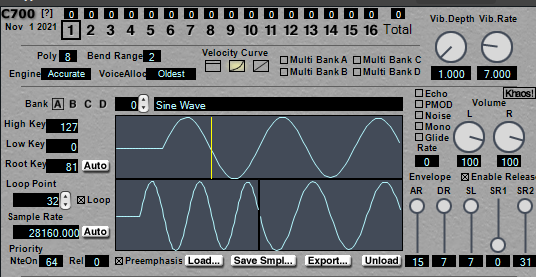 C700 [?] 0 0 0 0 0 0 0 0 0 0 0 0 0 0 0 0 0
Nov 1 2021 1 2 3 4 5 6 7 8 9 10 11 12 13 14 15 16 Total
Vib.Depth Vib.Rate
1.000 7.000
Poly 8 Bend Range 2
Engine Accurate VoiceAlloc Oldest
Velocity Curve
Multi Bank A Multi Bank C
Multi Bank B Multi Bank D
Bank A B C D 0 Sine Wave
High Key 127
Low Key 0
Root Key 81 Auto
Loop Point
32 Loop
Sample Rate
28160.000 Auto
Priority
NteOn 64 Rel 0
Preemphasis Load... Save Smpl... Export... Unload
Echo Khaos!
PMOD Volume
Noise L R
Mono
Glide
Rate
0 100 100
Envelope Enable Release
AR DR SL SR1 SR2
15 7 7 0 31